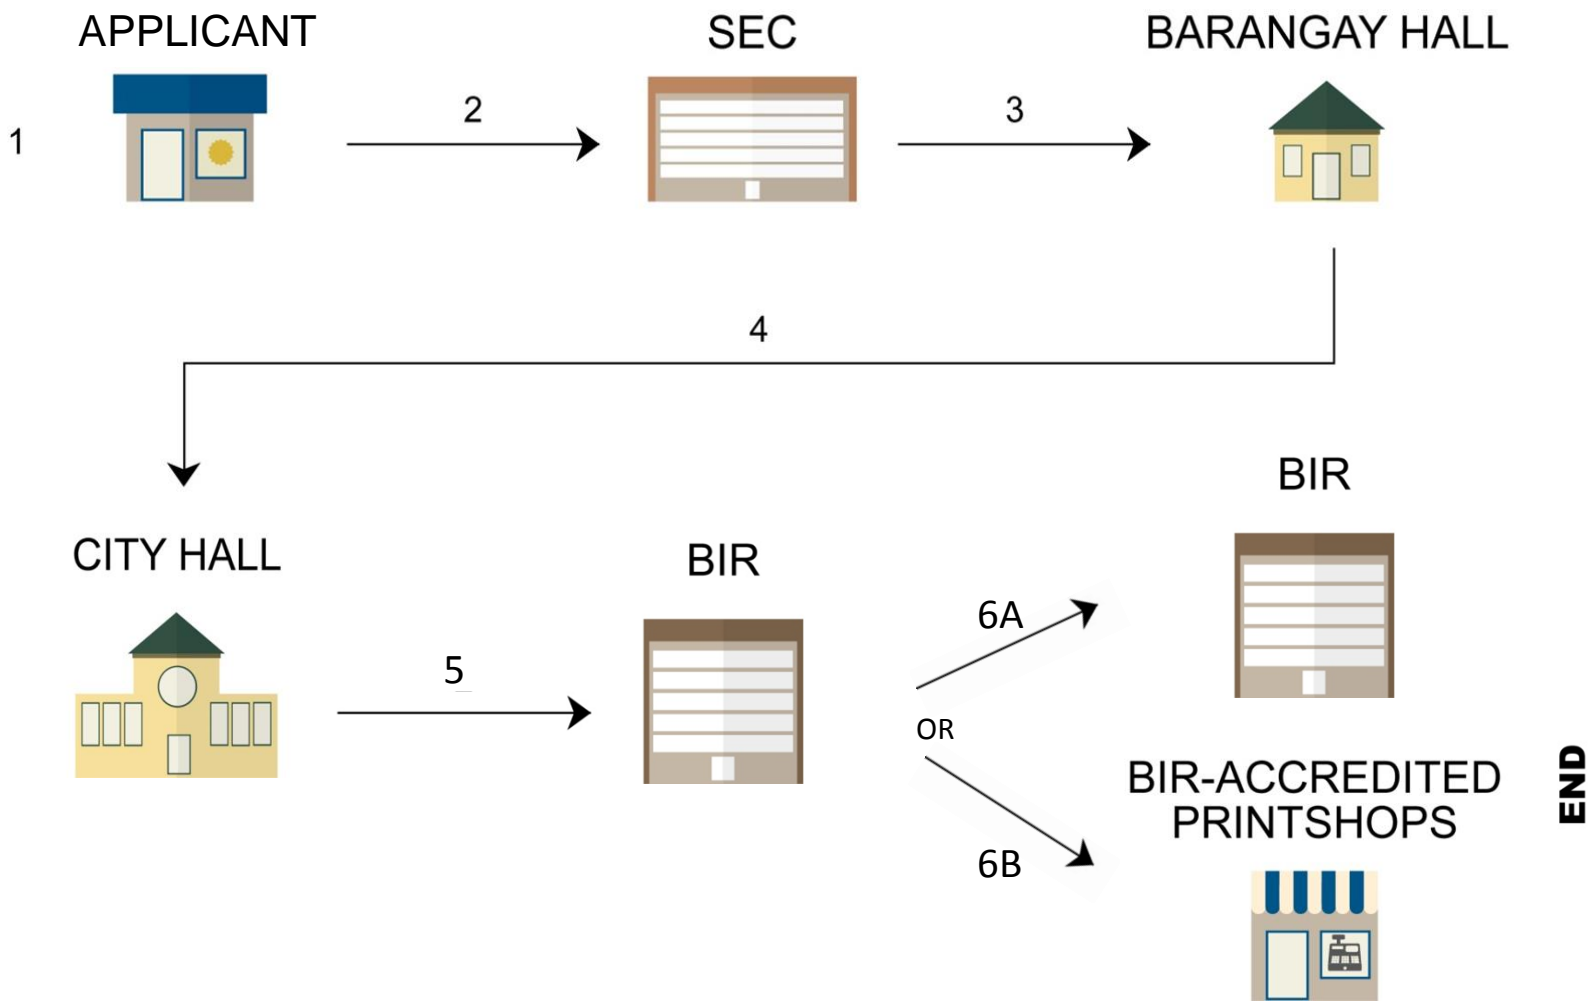 APPLICANT
SEC
BARANGAY HALL
1
2
3
4
CITY HALL
5
BIR
6A
OR
6B
BIR
BIR-ACCREDITED
PRINTSHOPS
END